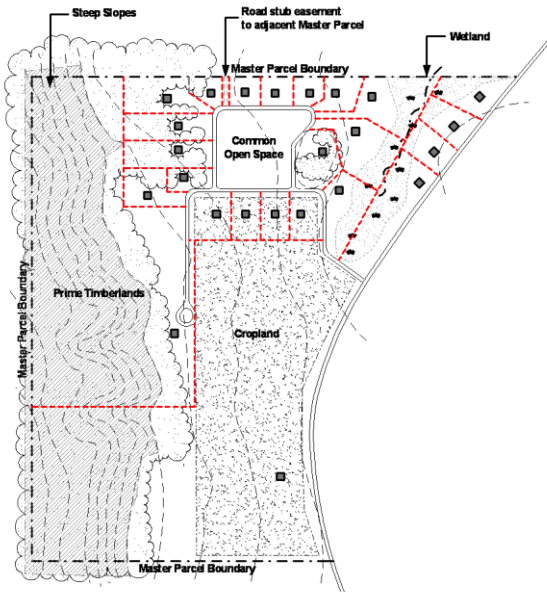 Steep Slopes
Road stub easement
to adjacent Master Parcel
Wetland
Master Parcel Boundary
Common
Open Space
Prime Timberlands
Master Parcel Boundary
Cropland
Master Parcel Boundary